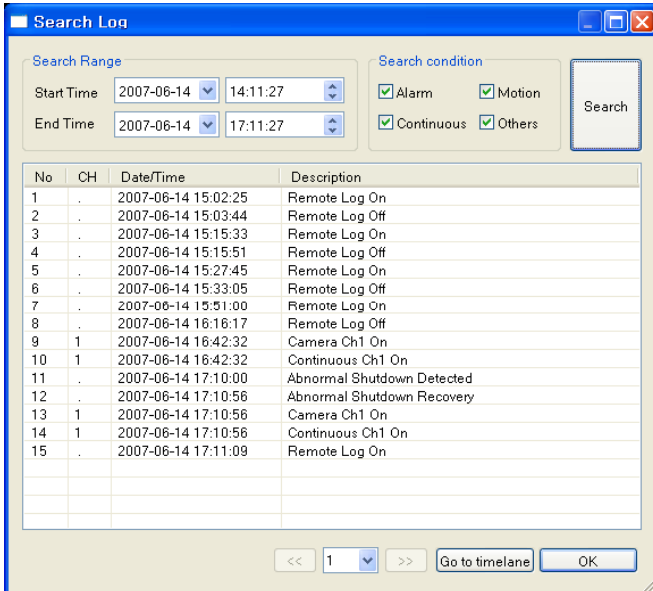 Search Log
Search Range
Search condition
Start Time 2007-06-14 14:11:27
Alarm Motion
Search
End Time 2007-06-14 17:11:27
Continuous Others
No CH Date/Time Description
1 . 2007-06-14 15:02:25 Remote Log On
2 . 2007-06-14 15:03:44 Remote Log Off
3 . 2007-06-14 15:15:33 Remote Log On
4 . 2007-06-14 15:15:51 Remote Log Off
5 . 2007-06-14 15:27:45 Remote Log On
6 . 2007-06-14 15:33:05 Remote Log Off
7 . 2007-06-14 15:51:00 Remote Log On
8 . 2007-06-14 16:16:17 Remote Log Off
9 1 2007-06-14 16:42:32 Camera Ch1 On
10 1 2007-06-14 16:42:32 Continuous Ch1 On
11 . 2007-06-14 17:10:00 Abnormal Shutdown Detected
12 . 2007-06-14 17:10:56 Abnormal Shutdown Recovery
13 1 2007-06-14 17:10:56 Camera Ch1 On
14 1 2007-06-14 17:10:56 Continuous Ch1 On
15 . 2007-06-14 17:11:09 Remote Log On
<< 1 >> Go to timelane OK